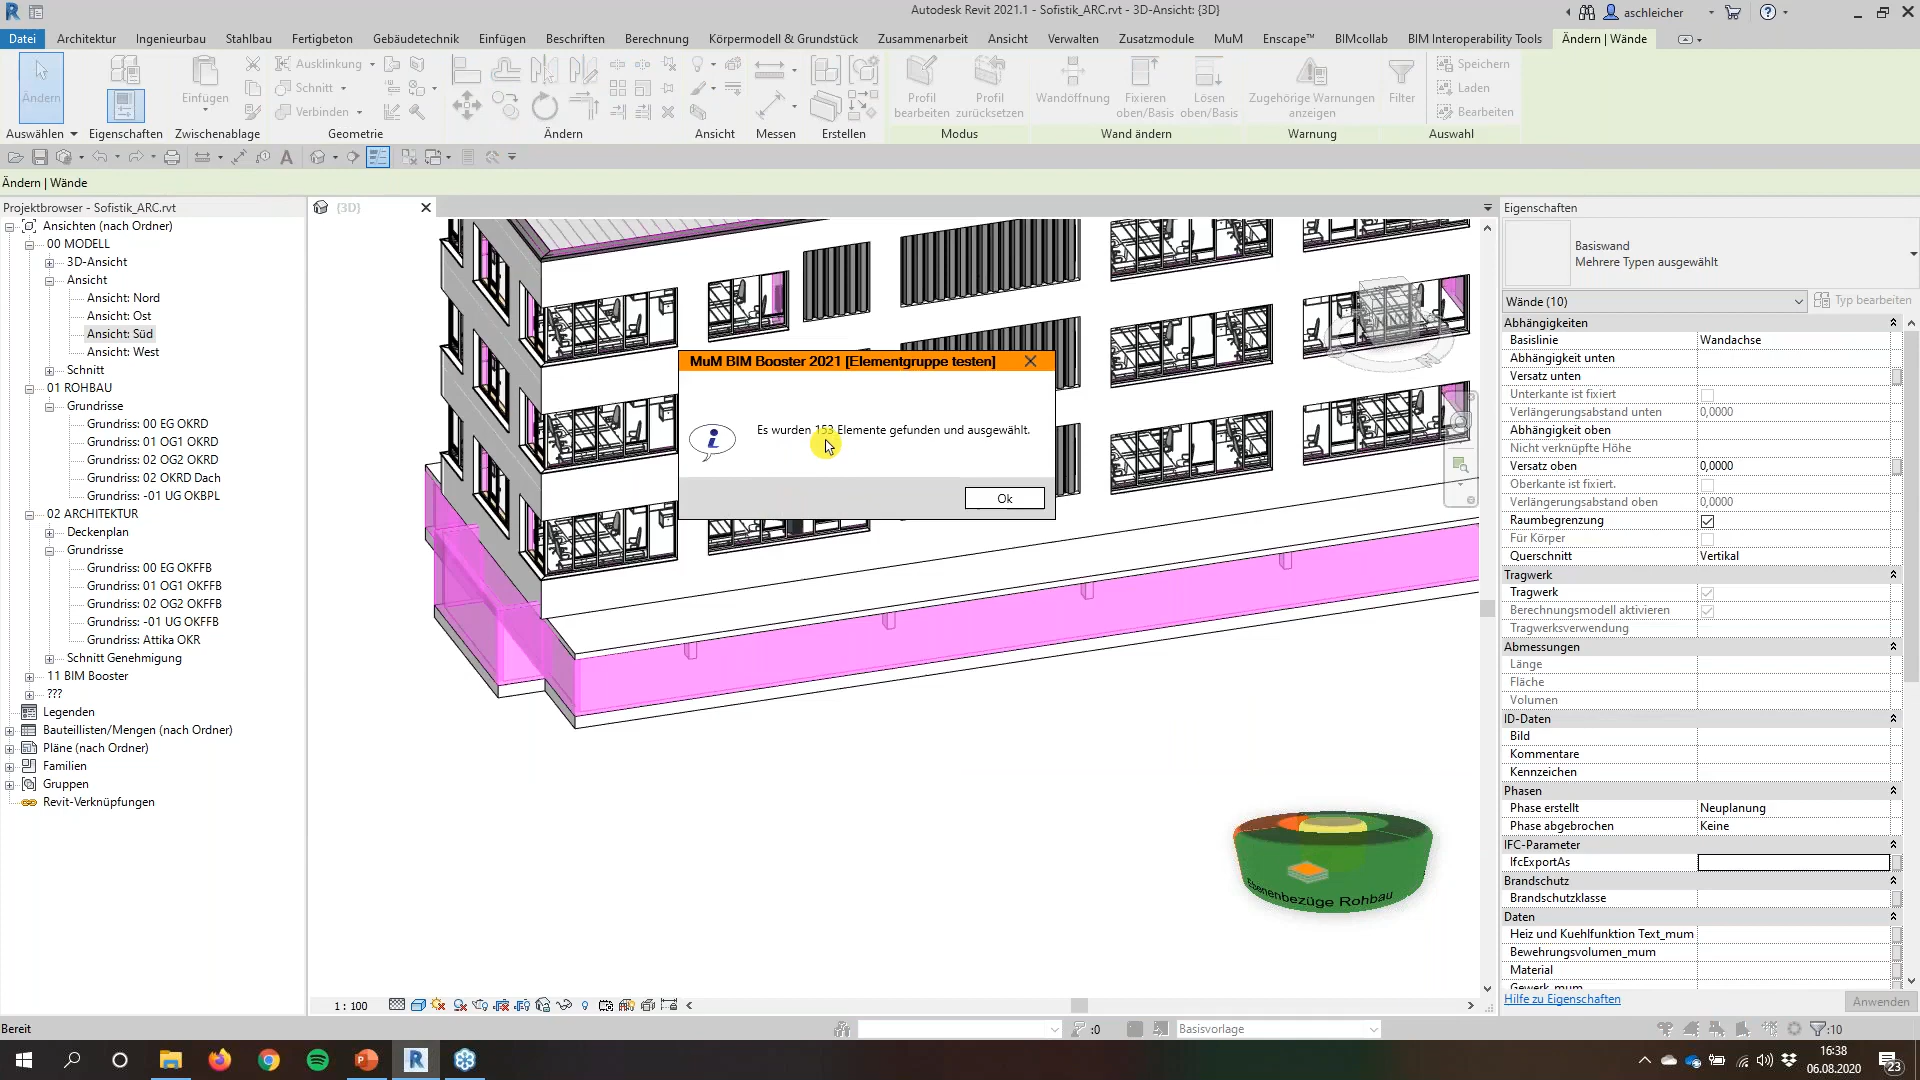 Autodesk Revit 2021.1 - Sofistik_ARC.rvt - 3D-Ansicht: {3D}
aschleicher
Datei Architektur Ingenieurbau Stahlbau Fertigbeton Gebäudetechnik Einfügen Beschriften Berechnung Körpermodell & Grundstück Zusammenarbeit Ansicht Verwalten Zusatzmodule MuM Enscape™ BIMcollab BIM Interoperability Tools Ändern | Wände
Ausklinkung
Schnitt
Verbinden
Ändern
Einfügen
Profil bearbeiten
Profil zurücksetzen
Wandöffnung
Fixieren oben/Basis
Lösen oben/Basis
Zugehörige Warnungen anzeigen
Filter
Speichern
Laden
Bearbeiten
Auswählen Eigenschaften Zwischenablage Geometrie Ändern Ansicht Messen Erstellen Modus Wand ändern Warnung Auswahl
Ändern | Wände
Projektbrowser - Sofistik_ARC.rvt
Ansichten (nach Ordner)
00 MODELL
3D-Ansicht
Ansicht
Ansicht: Nord
Ansicht: Ost
Ansicht: Süd
Ansicht: West
Schnitt
01 ROHBAU
Grundrisse
Grundriss: 00 EG OKRD
Grundriss: 01 OG1 OKRD
Grundriss: 02 OG2 OKRD
Grundriss: 02 OKRD Dach
Grundriss: -01 UG OKBPL
02 ARCHITEKTUR
Deckenplan
Grundrisse
Grundriss: 00 EG OKFFB
Grundriss: 01 OG1 OKFFB
Grundriss: 02 OG2 OKFFB
Grundriss: -01 UG OKFFB
Grundriss: Attika OKR
Schnitt Genehmigung
11 BIM Booster
???
Legenden
Bauteillisten/Mengen (nach Ordner)
Pläne (nach Ordner)
Familien
Gruppen
Revit-Verknüpfungen
{3D}
MuM BIM Booster 2021 [Elementgruppe testen]
Es wurden 153 Elemente gefunden und ausgewählt.
Ok
Ebenenbezüge Rohbau
Eigenschaften
Basiswand
Mehrere Typen ausgewählt
Wände (10) Typ bearbeiten
Abhängigkeiten
Basislinie Wandachse
Abhängigkeit unten
Versatz unten
Unterkante ist fixiert
Verlängerungsabstand unten 0,0000
Abhängigkeit oben
Nicht verknüpfte Höhe
Versatz oben 0,0000
Oberkante ist fixiert.
Verlängerungsabstand oben 0,0000
Raumbegrenzung
Für Körper
Querschnitt Vertikal
Tragwerk
Tragwerk
Berechnungsmodell aktivieren
Tragwerksverwendung
Abmessungen
Länge
Fläche
Volumen
ID-Daten
Bild
Kommentare
Kennzeichen
Phasen
Phase erstellt Neuplanung
Phase abgebrochen Keine
IFC-Parameter
IfcExportAs
Brandschutz
Brandschutzklasse
Daten
Heiz und Kuehlfunktion Text_mum
Bewehrungsvolumen_mum
Material
Gewerk_mum
Hilfe zu Eigenschaften Anwenden
1 : 100
Bereit
:0
Basisvorlage
:10
16:38
06.08.2020
23